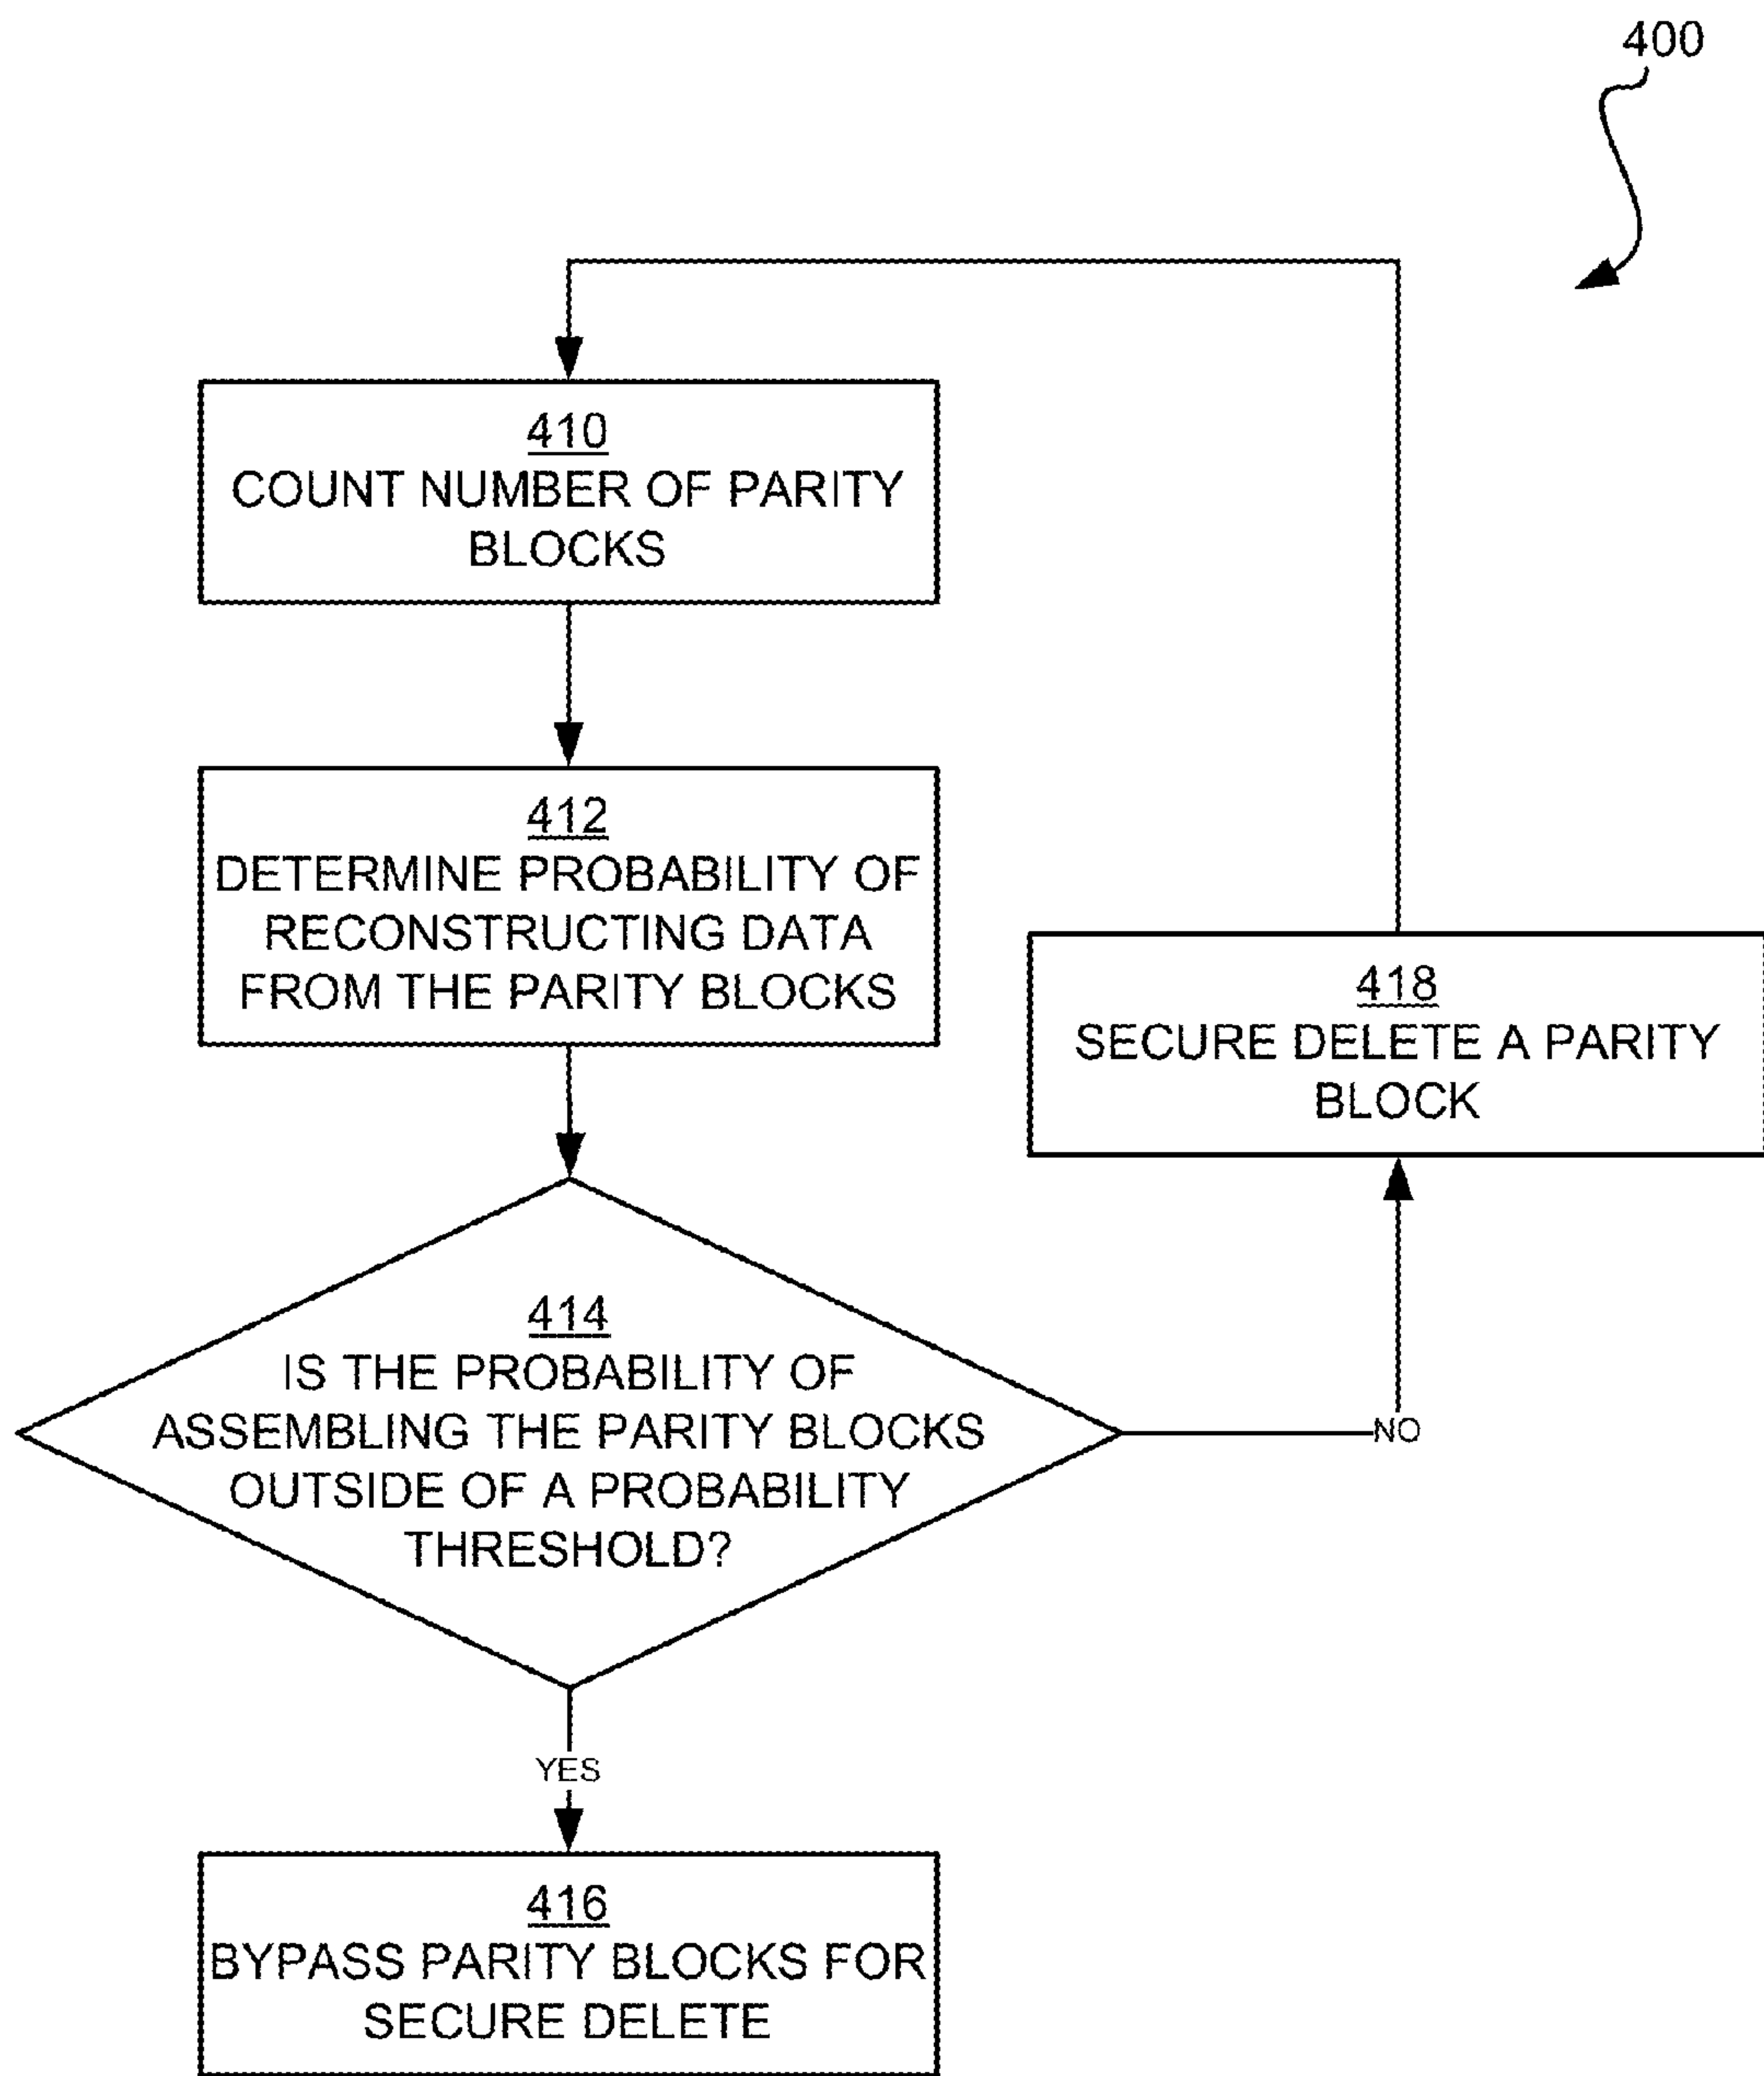 400
410
COUNT NUMBER OF PARITY
BLOCKS
412
DETERMINE PROBABILITY OF
RECONSTRUCTING DATA
FROM THE PARITY BLOCKS
418
SECURE DELETE A PARITY
BLOCK
414
IS THE PROBABILITY OF
ASSEMBLING THE PARITY BLOCKS
OUTSIDE OF A PROBABILITY
THRESHOLD?
NO
YES
416
BYPASS PARITY BLOCKS FOR
SECURE DELETE